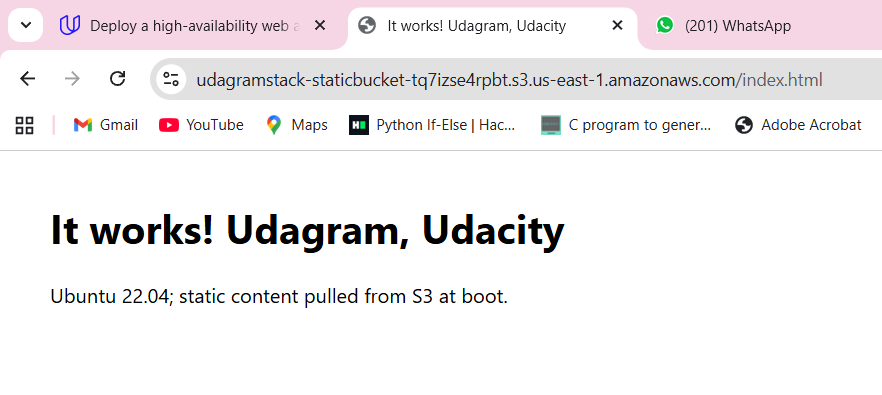 Deploy a high-availability web a
It works! Udagram, Udacity
(201) WhatsApp
udagramstack-staticbucket-tq7izse4rpbt.s3.us-east-1.amazonaws.com/index.html
Gmail
YouTube
Maps
H
Python If-Else | Hac...
C program to gener...
Adobe Acrobat
It works! Udagram, Udacity
Ubuntu 22.04; static content pulled from S3 at boot.